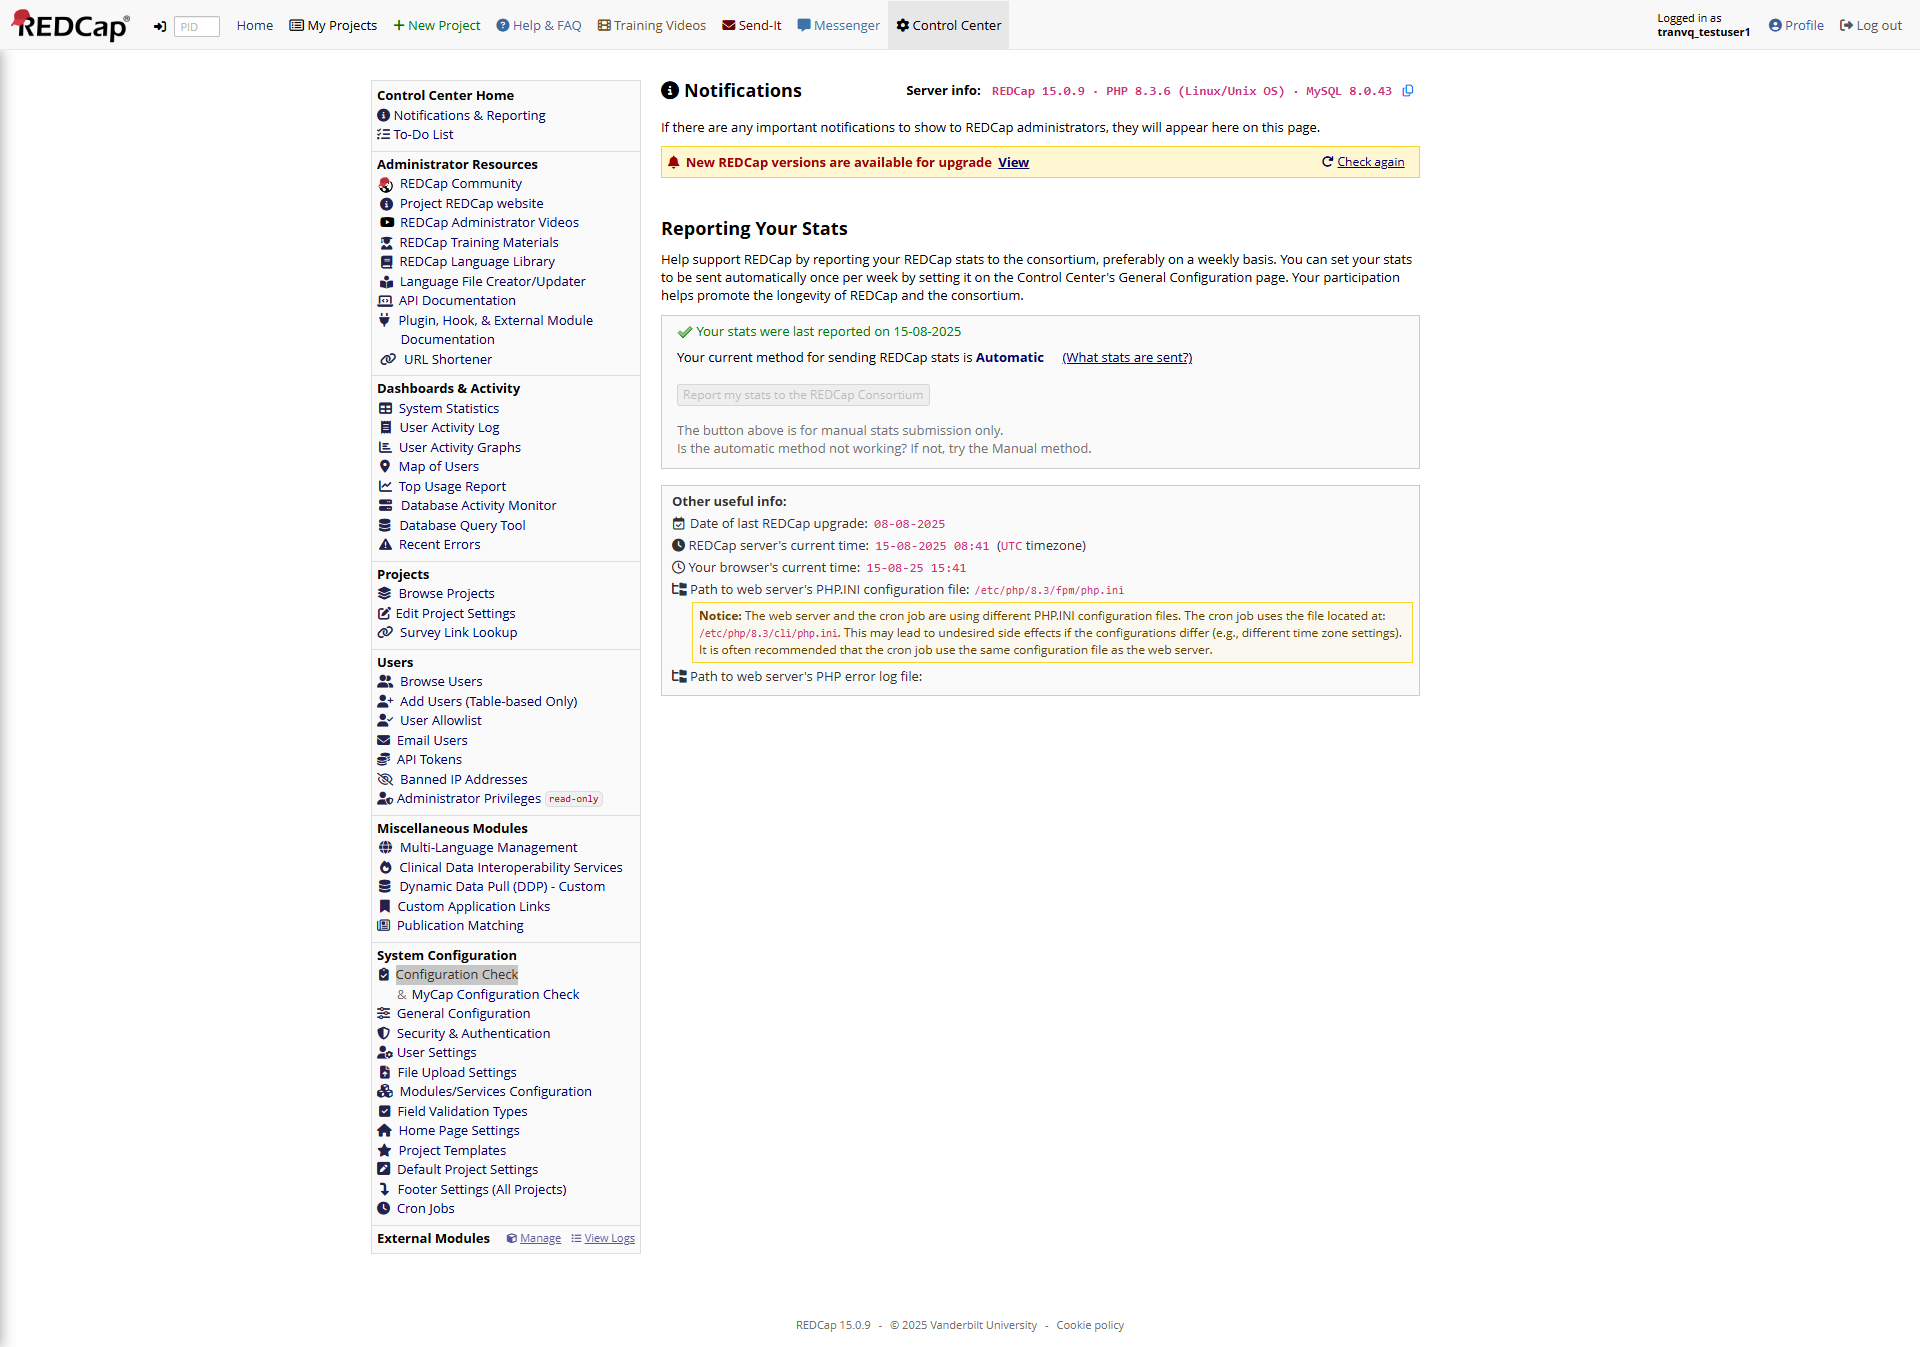 REDCap®
PID
Home
My Projects
New Project
Help & FAQ
Training Videos
Send-It
Messenger
Control Center
Logged in as
tranvq_testuser1
Profile
Log out
Control Center Home
Notifications & Reporting
To-Do List
Administrator Resources
REDCap Community
Project REDCap website
REDCap Administrator Videos
REDCap Training Materials
REDCap Language Library
Language File Creator/Updater
API Documentation
Plugin, Hook, & External Module
Documentation
URL Shortener
Dashboards & Activity
System Statistics
User Activity Log
User Activity Graphs
Map of Users
Top Usage Report
Database Activity Monitor
Database Query Tool
Recent Errors
Projects
Browse Projects
Edit Project Settings
Survey Link Lookup
Users
Browse Users
Add Users (Table-based Only)
User Allowlist
Email Users
API Tokens
Banned IP Addresses
Administrator Privileges read-only
Miscellaneous Modules
Multi-Language Management
Clinical Data Interoperability Services
Dynamic Data Pull (DDP) - Custom
Custom Application Links
Publication Matching
System Configuration
Configuration Check
& MyCap Configuration Check
General Configuration
Security & Authentication
User Settings
File Upload Settings
Modules/Services Configuration
Field Validation Types
Home Page Settings
Project Templates
Default Project Settings
Footer Settings (All Projects)
Cron Jobs
External Modules Manage View Logs
Notifications
Server info: REDCap 15.0.9 · PHP 8.3.6 (Linux/Unix OS) · MySQL 8.0.43
If there are any important notifications to show to REDCap administrators, they will appear here on this page.
New REDCap versions are available for upgrade View
Check again
Reporting Your Stats
Help support REDCap by reporting your REDCap stats to the consortium, preferably on a weekly basis. You can set your stats
to be sent automatically once per week by setting it on the Control Center's General Configuration page. Your participation
helps promote the longevity of REDCap and the consortium.
Your stats were last reported on 15-08-2025
Your current method for sending REDCap stats is Automatic (What stats are sent?)
Report my stats to the REDCap Consortium
The button above is for manual stats submission only.
Is the automatic method not working? If not, try the Manual method.
Other useful info:
Date of last REDCap upgrade: 08-08-2025
REDCap server's current time: 15-08-2025 08:41 (UTC timezone)
Your browser's current time: 15-08-25 15:41
Path to web server's PHP.INI configuration file: /etc/php/8.3/fpm/php.ini
Notice: The web server and the cron job are using different PHP.INI configuration files. The cron job uses the file located at:
/etc/php/8.3/cli/php.ini. This may lead to undesired side effects if the configurations differ (e.g., different time zone settings).
It is often recommended that the cron job use the same configuration file as the web server.
Path to web server's PHP error log file:
REDCap 15.0.9 - © 2025 Vanderbilt University - Cookie policy